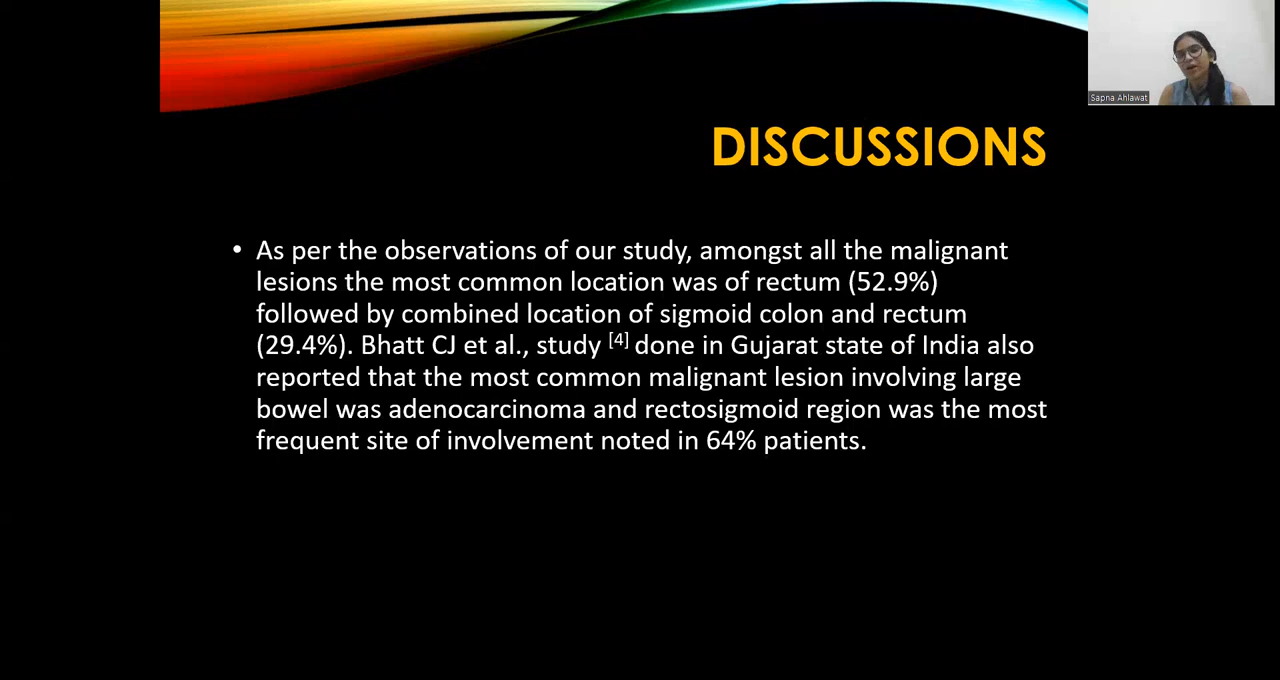 Sapna Ahlawat
DISCUSSIONS
• As per the observations of our study, amongst all the malignant
lesions the most common location was of rectum (52.9%)
followed by combined location of sigmoid colon and rectum
(29.4%). Bhatt CJ et al., study [4] done in Gujarat state of India also
reported that the most common malignant lesion involving large
bowel was adenocarcinoma and rectosigmoid region was the most
frequent site of involvement noted in 64% patients.